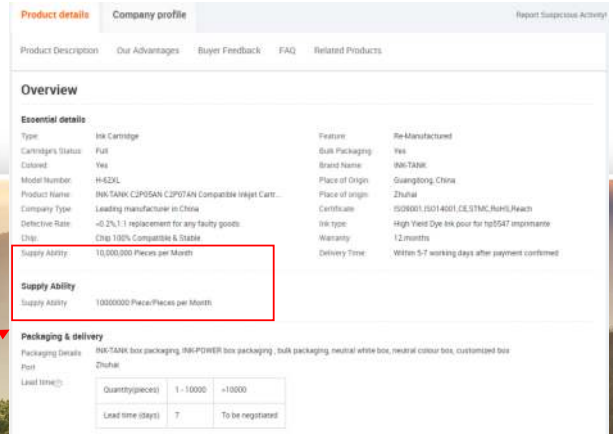 Product details Company profile Report Suspicious Activity!
Product Description Our Advantages Buyer Feedback FAQ Related Products
Overview
Essential details
Type: Ink Cartridge Feature: Re-Manufactured
Cartridge's Status: Full Bulk Packaging: Yes
Colored: Yes Brand Name: INK-TANK
Model Number: H-62XL Place of Origin: Guangdong, China
Product Name: INK-TANK C2P05AN C2P07AN Compatible Inkjet Cartr... Place of origin: Zhuhai
Company Type: Leading manufacturer in China Certificate: ISO9001,ISO14001,CE,STMC,RoHS,Reach
Defective Rate: <0.2%,1:1 replacement for any faulty goods Ink type: High Yield Dye Ink pour for hp5547 imprimante
Chip: Chip 100% Compatible & Stable Warranty: 12 months
Supply Ability: 10,000,000 Pieces per Month Delivery Time: Within 5-7 working days after payment confirmed
Supply Ability
Supply Ability 10000000 Piece/Pieces per Month
Packaging & delivery
Packaging Details INK-TANK box packaging, INK-POWER box packaging , bulk packaging, neutral white box, neutral colour box, customized box
Port Zhuhai
Lead time
Quantity(pieces) 1 - 10000 >10000
Lead time (days) 7 To be negotiated